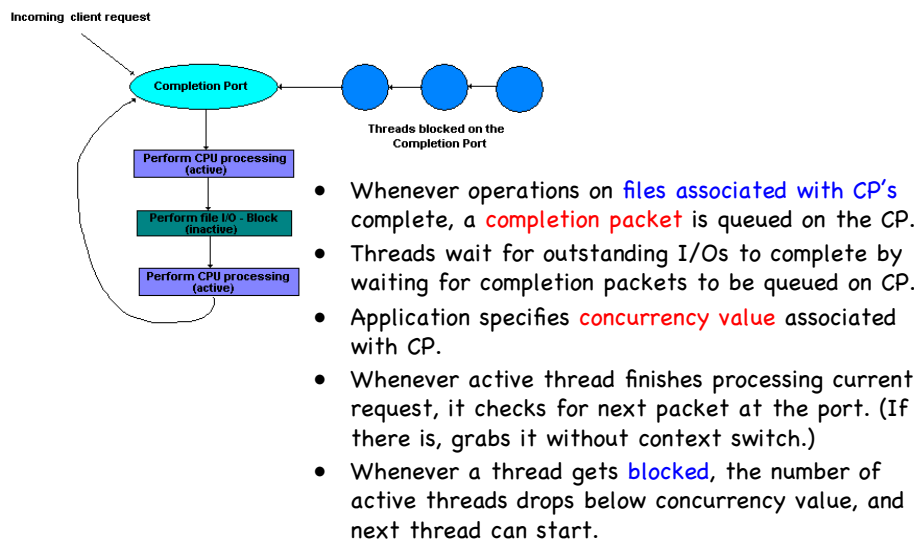 Incoming client request
Completion Port
Threads blocked on the
Completion Port
Perform CPU processing
(active)
Perform file I/O - Block
(inactive)
Perform CPU processing
(active)
• Whenever operations on files associated with CP's
complete, a completion packet is queued on the CP.
• Threads wait for outstanding I/Os to complete by
waiting for completion packets to be queued on CP.
• Application specifies concurrency value associated
with CP.
• Whenever active thread finishes processing current
request, it checks for next packet at the port. (If
there is, grabs it without context switch.)
• Whenever a thread gets blocked, the number of
active threads drops below concurrency value, and
next thread can start.